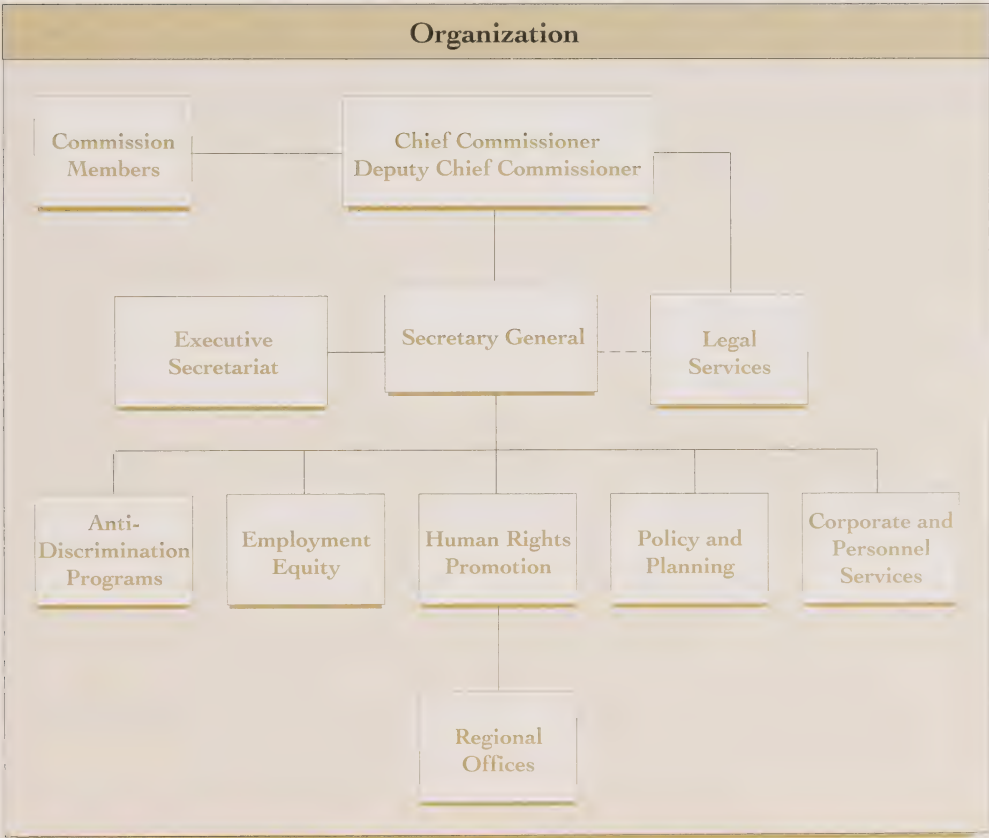 Organization
Commission
Members
Chief Commissioner
Deputy Chief Commissioner
Executive
Secretariat
Secretary General
Legal
Services
Anti-
Discrimination
Programs
Employment
Equity
Human Rights
Promotion
Policy and
Planning
Corporate and
Personnel
Services
Regional
Offices